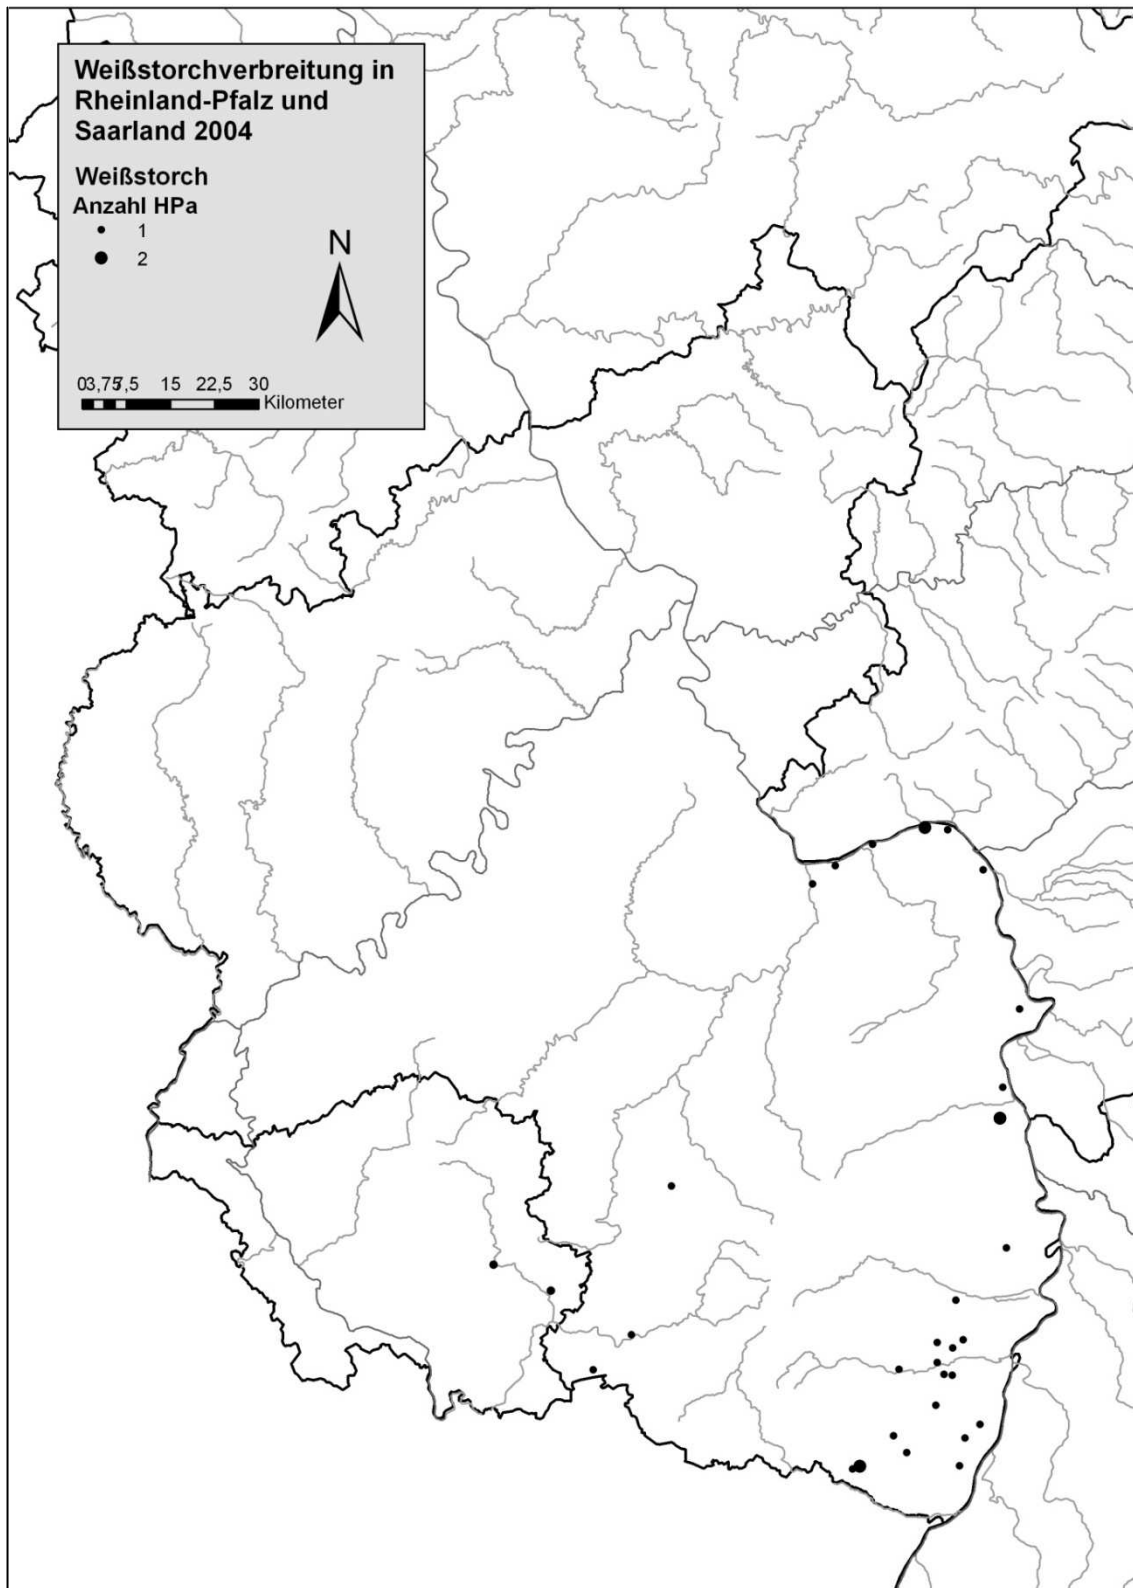 Weißstorchverbreitung in
Rheinland-Pfalz und
Saarland 2004
Weißstorch
Anzahl HPa
1
2
N
03,757,5 15 22,5 30
Kilometer